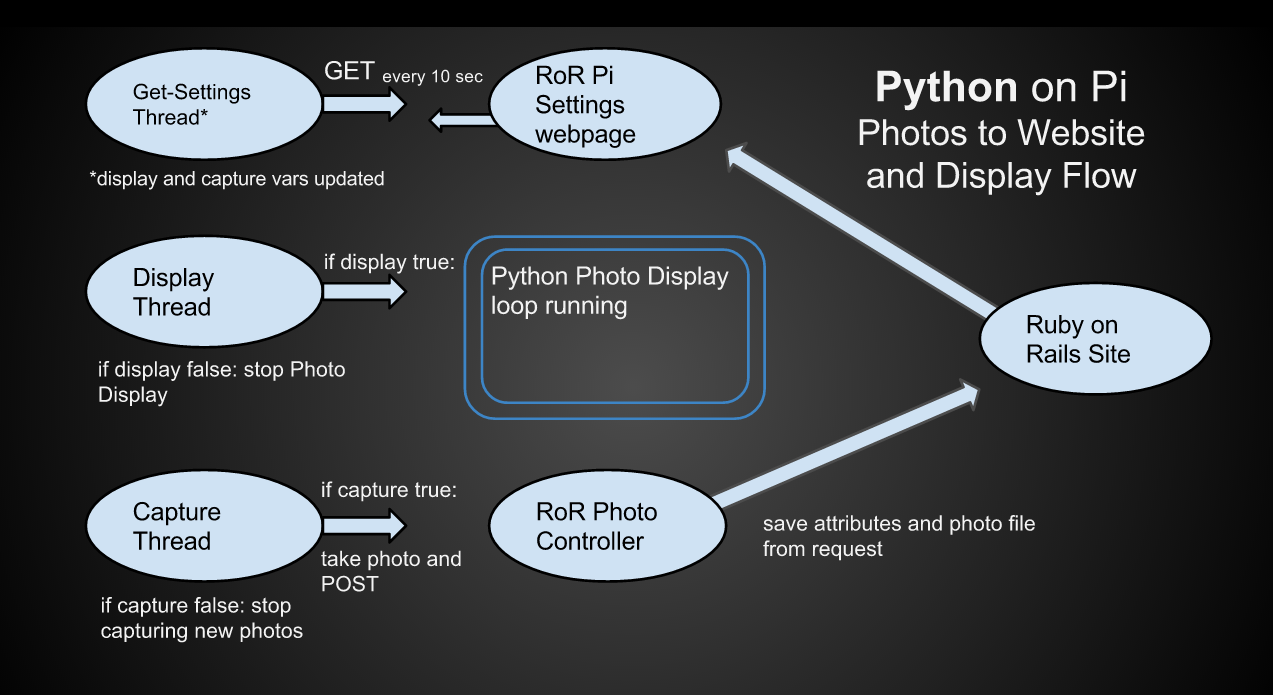 Get-Settings
Thread*
GET every 10 sec
RoR Pi
Settings
webpage
Python on Pi
Photos to Website
and Display Flow
*display and capture vars updated
Display
Thread
if display true:
Python Photo Display
loop running
if display false: stop Photo
Display
Ruby on
Rails Site
Capture
Thread
if capture true:
take photo and
POST
RoR Photo
Controller
save attributes and photo file
from request
if capture false: stop
capturing new photos